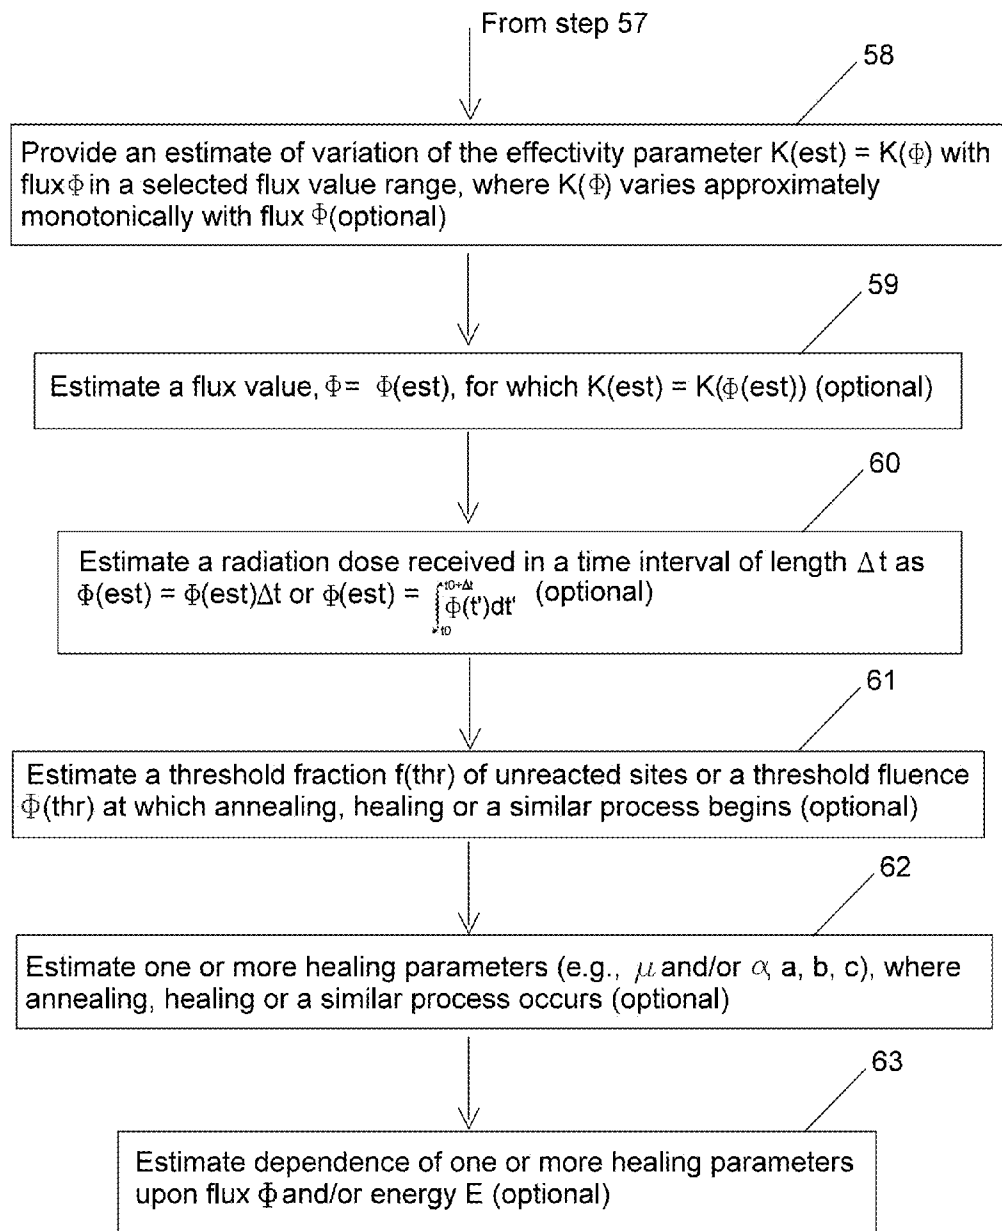 From step 57
58
Provide an estimate of variation of the effectivity parameter K(est) = K(Φ) with
flux Φ in a selected flux value range, where K(Φ) varies approximately
monotonically with flux Φ(optional)
59
Estimate a flux value, Φ= Φ(est), for which K(est) = K(Φ(est)) (optional)
60
Estimate a radiation dose received in a time interval of length Δt as
Φ(est) = Φ(est)Δt or Φ(est) = ∫t0^t0+Δt Φ(t')dt' (optional)
61
Estimate a threshold fraction f(thr) of unreacted sites or a threshold fluence
Φ(thr) at which annealing, healing or a similar process begins (optional)
62
Estimate one or more healing parameters (e.g., μ and/or α, a, b, c), where
annealing, healing or a similar process occurs (optional)
63
Estimate dependence of one or more healing parameters
upon flux Φ and/or energy E (optional)